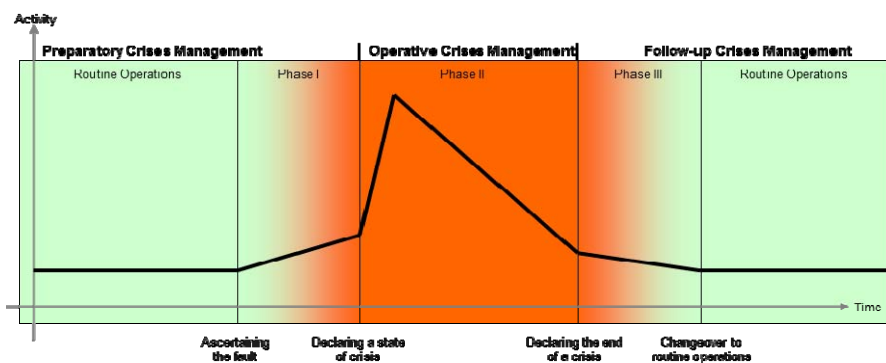 Activity
Preparatory Crises Management
Operative Crises Management
Follow-up Crises Management
Routine Operations
Phase I
Phase II
Phase III
Routine Operations
Time
Ascertaining
the fault
Declaring a state
of crisis
Declaring the end
of a crisis
Changeover to
routine operations